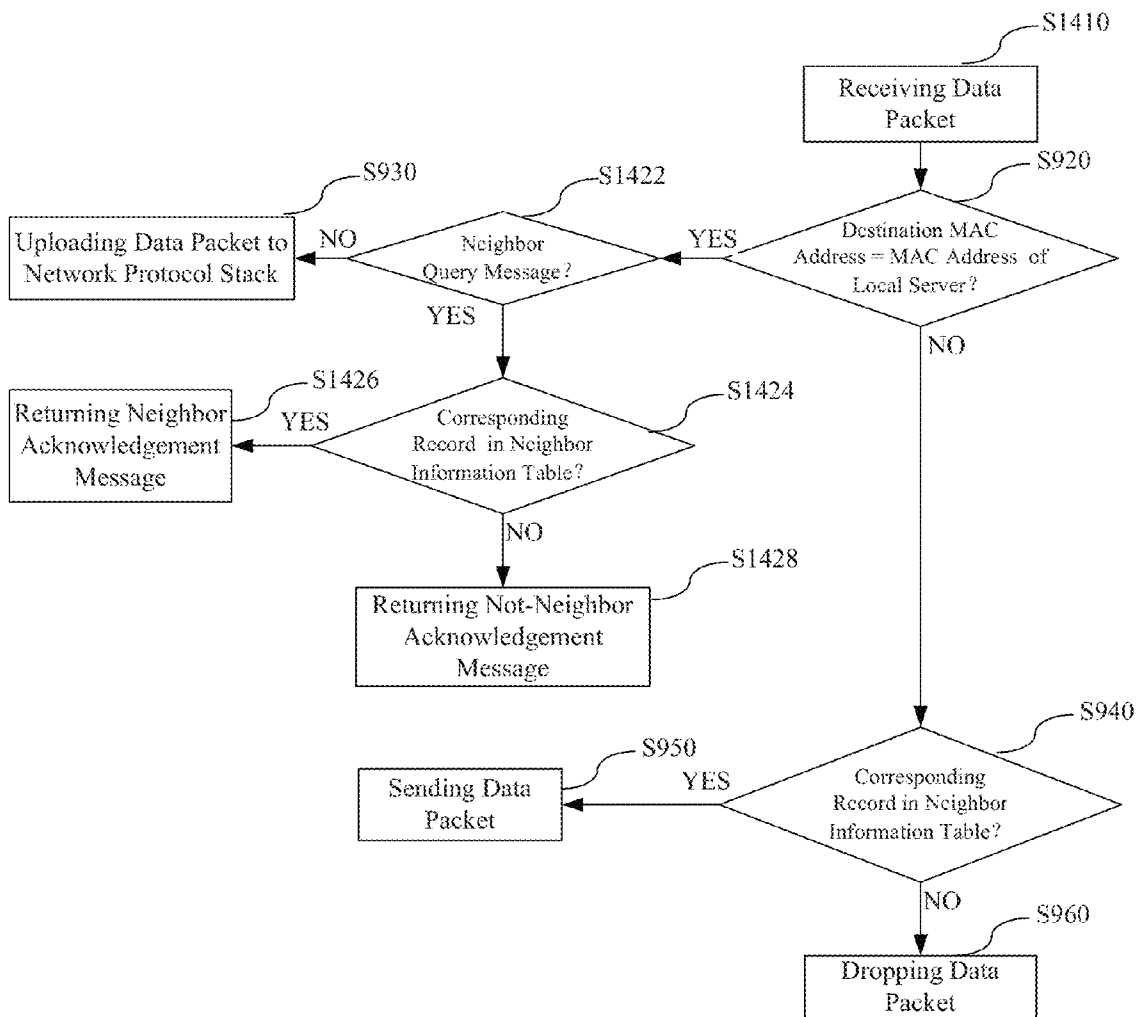 S1410
Receiving Data
Packet
S920
Destination MAC
Address = MAC Address of
Local Server?
YES
NO
S1422
Neighbor
Query Message?
NO
YES
S930
Uploading Data Packet to
Network Protocol Stack
S1424
Corresponding
Record in Neighbor
Information Table?
YES
NO
S1426
Returning Neighbor
Acknowledgement
Message
S1428
Returning Not-Neighbor
Acknowledgement
Message
S940
Corresponding
Record in Neighbor
Information Table?
YES
NO
S950
Sending Data
Packet
S960
Dropping Data
Packet